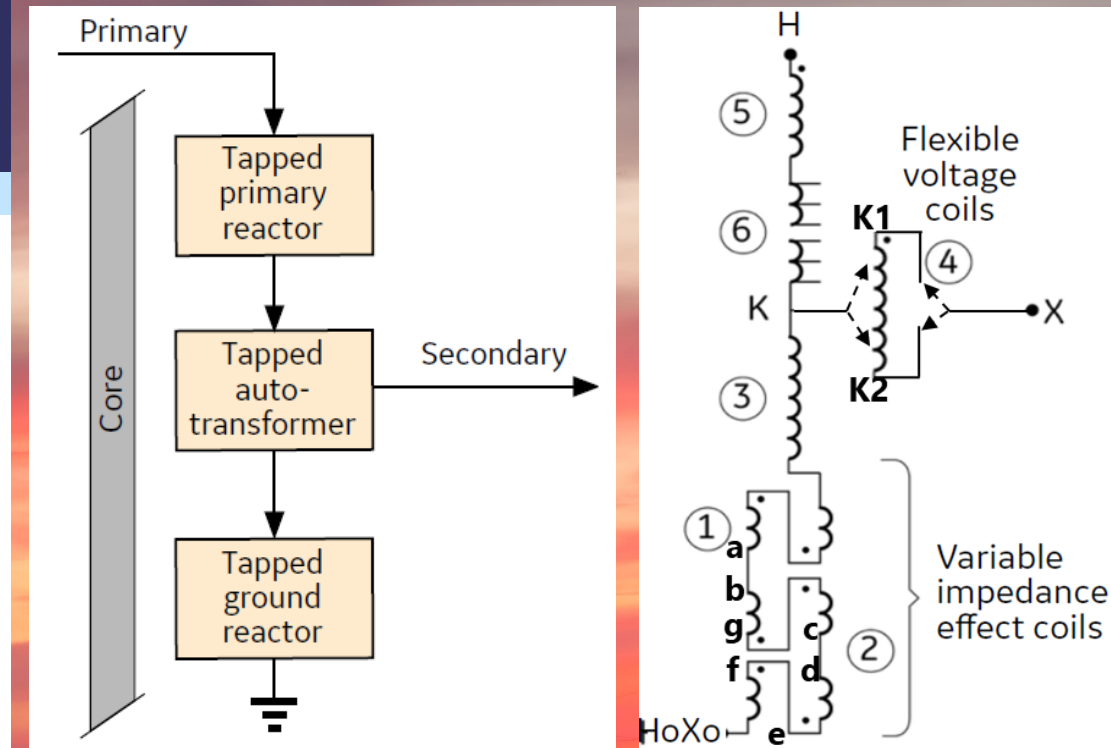 Primary
Core
Tapped
primary
reactor
Tapped
auto-
transformer
Secondary
Tapped
ground
reactor
H
5
Flexible
voltage
coils
6
K1
4
K
X
3
K2
1
a
b
g
c
2
f
d
e
HoXo
Variable
impedance
effect coils